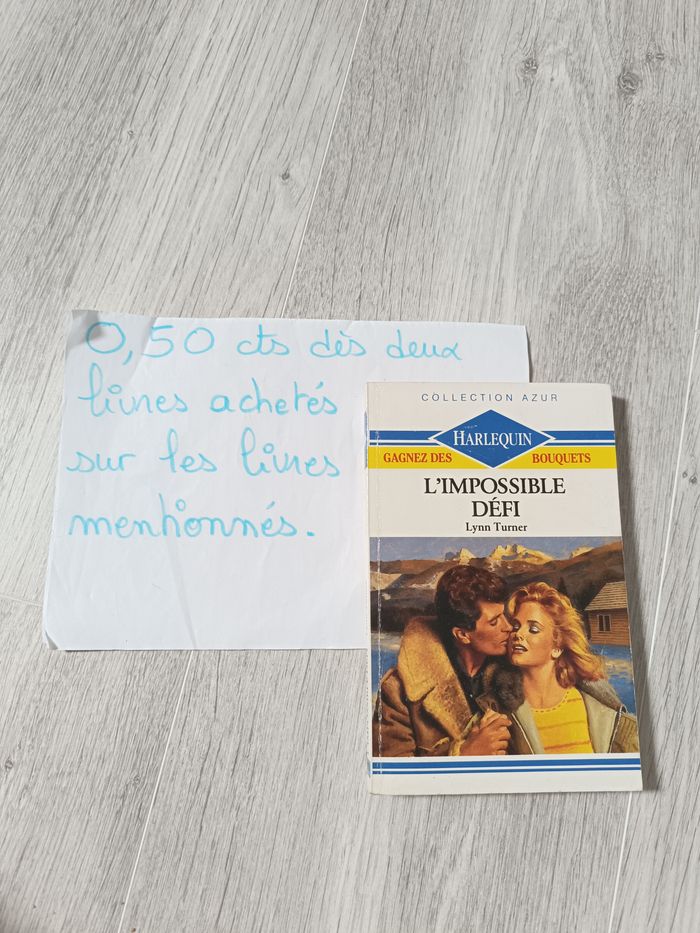 0,50 cts dès deux
livres achetés
sur les livres
mentionnés.
COLLECTION AZUR
HARLEQUIN
GAGNEZ DES BOUQUETS
L'IMPOSSIBLE
DÉFI
Lynn Turner